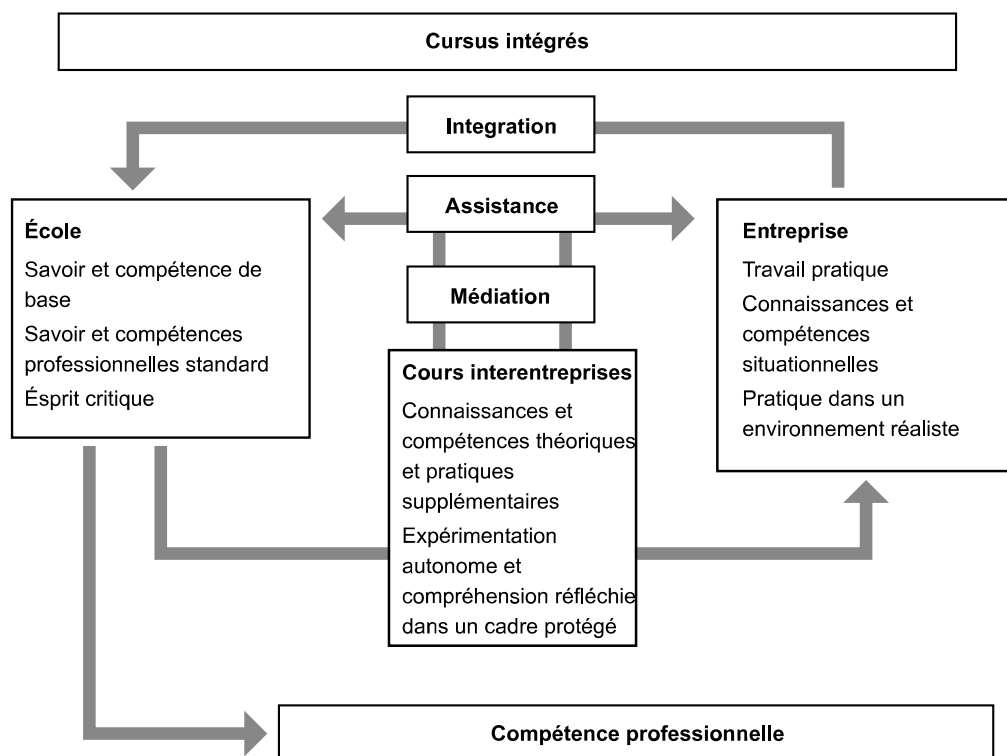 Cursus intégrés
Integration
Assistance
Médiation
École
Savoir et compétence de
base
Savoir et compétences
professionnelles standard
Ésprit critique
Cours interentreprises
Connaissances et
compétences théoriques
et pratiques
supplémentaires
Expérimentation
autonome et
compréhension réfléchie
dans un cadre protégé
Entreprise
Travail pratique
Connaissances et
compétences
situationnelles
Pratique dans un
environnement réaliste
Compétence professionnelle